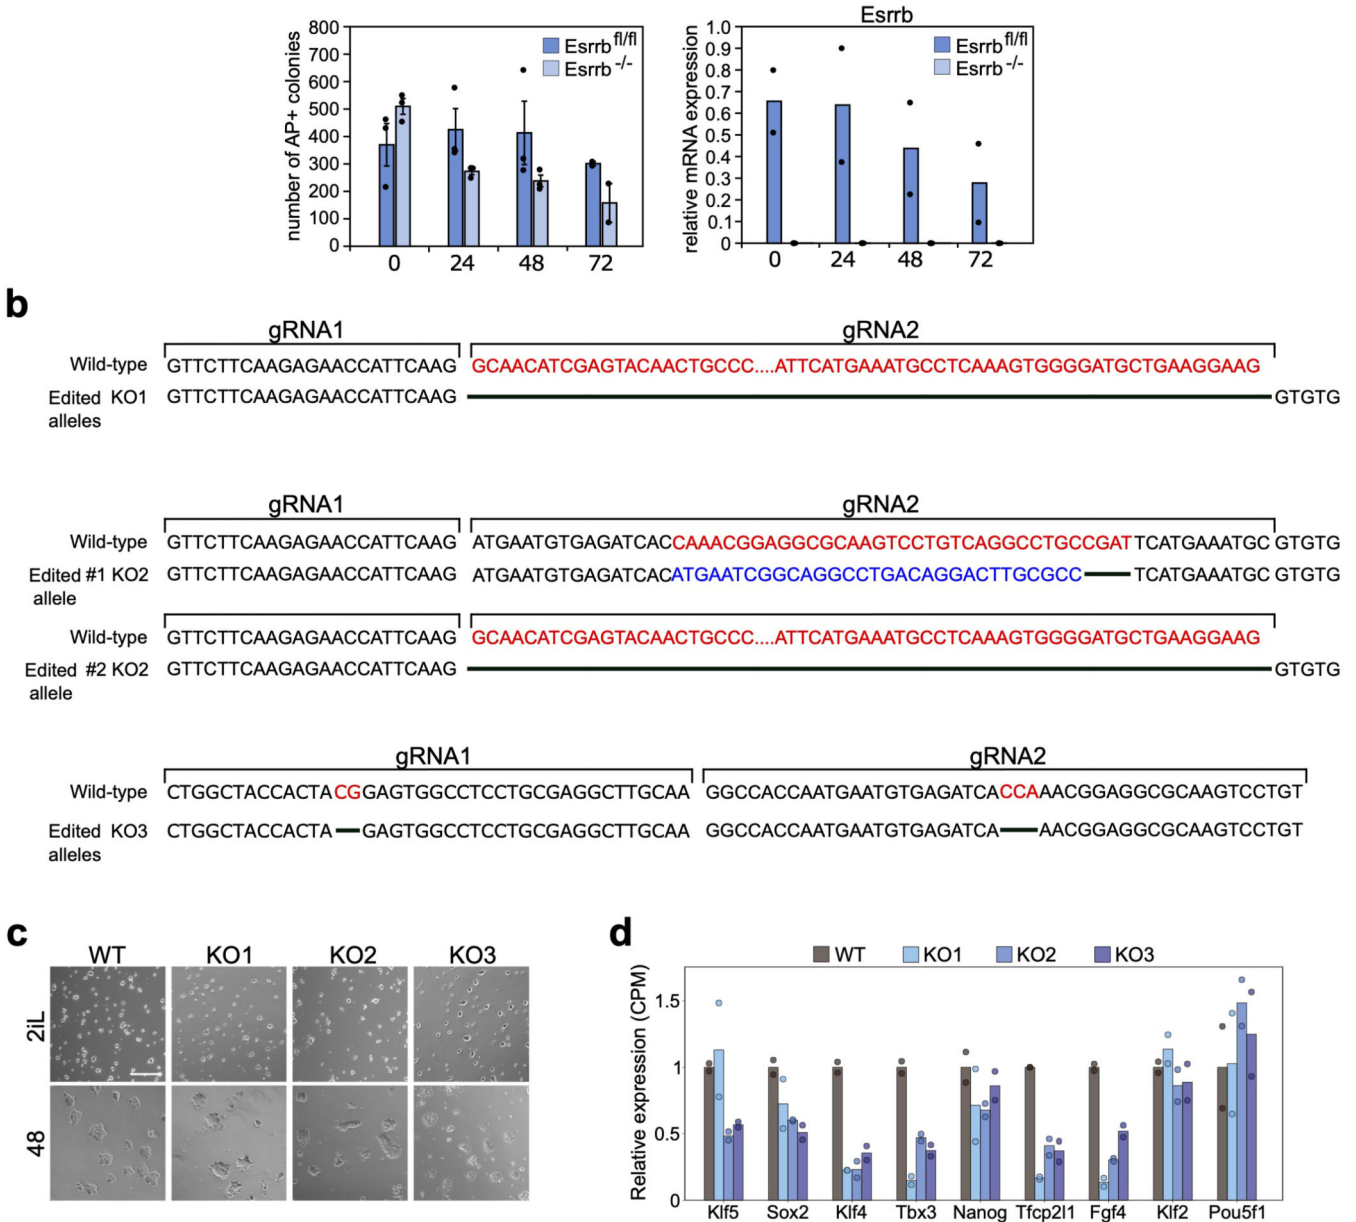 800
700
600
500
400
300
200
100
0
number of AP+ colonies
Esrrb fl/fl
Esrrb -/-
0 24 48 72
Esrrb
1.0
0.9
0.8
0.7
0.6
0.5
0.4
0.3
0.2
0.1
0
relative mRNA expression
Esrrb fl/fl
Esrrb -/-
0 24 48 72
b
gRNA1 gRNA2
Wild-type GTTCTTCAAGAGAACCATTCAAG GCAACATCGAGTACAACTGCCC....ATTCATGAAATGCCTCAAAGTGGGGATGCTGAAGGAAG
Edited KO1 GTTCTTCAAGAGAACCATTCAAG GTGTG
alleles
gRNA1 gRNA2
Wild-type GTTCTTCAAGAGAACCATTCAAG ATGAATGTGAGATCACCAAACGGAGGCGCAAGTCCTGTCAGGCCTGCCGATTCATGAAATGC GTGTG
Edited #1 KO2 GTTCTTCAAGAGAACCATTCAAG ATGAATGTGAGATCACATGAATCGGCAGGCCTGACAGGACTTGCGCC TCATGAAATGC GTGTG
allele
Wild-type GTTCTTCAAGAGAACCATTCAAG GCAACATCGAGTACAACTGCCC....ATTCATGAAATGCCTCAAAGTGGGGATGCTGAAGGAAG
Edited #2 KO2 GTTCTTCAAGAGAACCATTCAAG GTGTG
allele
gRNA1 gRNA2
Wild-type CTGGCTACCACTACGGAGTGGCCTCCTGCGAGGCTTGCAA GGCCACCAATGAATGTGAGATCACCAAACGGAGGCGCAAGTCCTGT
Edited KO3 CTGGCTACCACTA GAGTGGCCTCCTGCGAGGCTTGCAA GGCCACCAATGAATGTGAGATCA AACGGAGGCGCAAGTCCTGT
alleles
c
WT KO1 KO2 KO3
2iL
48
d
WT KO1 KO2 KO3
Relative expression (CPM)
1.5
1
0.5
0
Klf5 Sox2 Klf4 Tbx3 Nanog Tfcp2l1 Fgf4 Klf2 Pou5f1